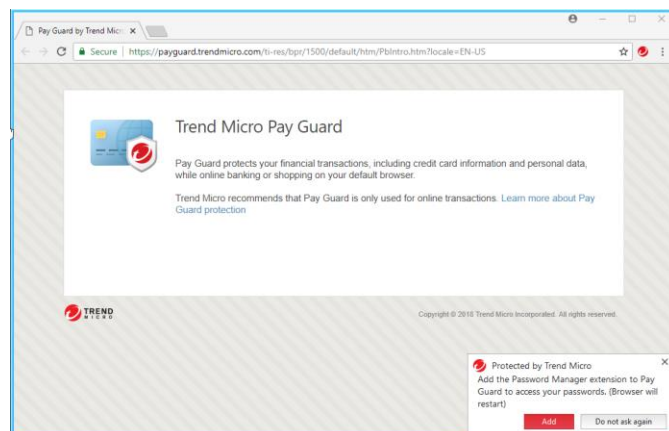 Pay Guard by Trend Micr
Secure | https://payguard.trendmicro.com/ti-res/bpr/1500/default/htm/PbIntro.htm?locale=EN-US
Trend Micro Pay Guard
Pay Guard protects your financial transactions, including credit card information and personal data,
while online banking or shopping on your default browser.
Trend Micro recommends that Pay Guard is only used for online transactions. Learn more about Pay
Guard protection
TREND
MICRO
Copyright © 2018 Trend Micro Incorporated. All rights reserved.
Protected by Trend Micro
Add the Password Manager extension to Pay
Guard to access your passwords. (Browser will
restart)
Add
Do not ask again